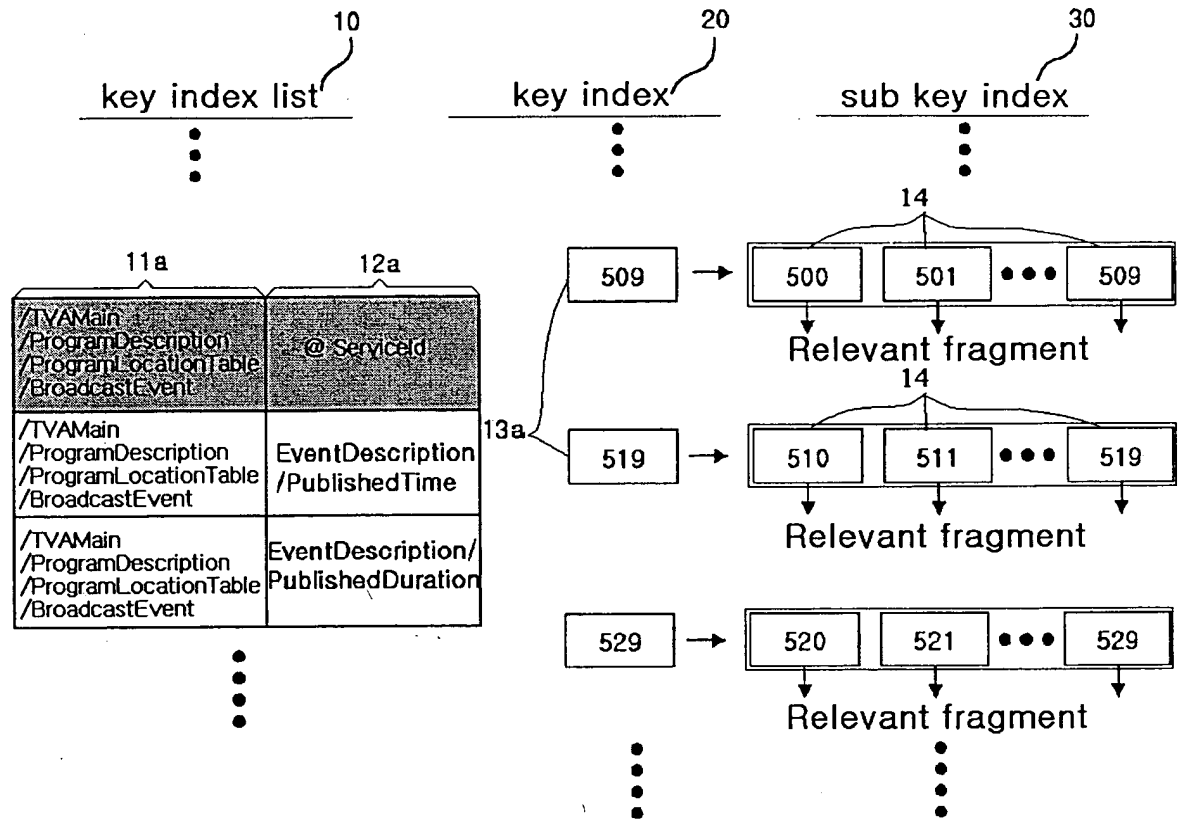 10
20
30
key index list
key index
sub key index
11a
12a
/TVAMain
/ProgramDescription
/ProgramLocationTable
/BroadcastEvent
@ ServiceId
/TVAMain
/ProgramDescription
/ProgramLocationTable
/BroadcastEvent
EventDescription
/PublishedTime
/TVAMain
/ProgramDescription
/ProgramLocationTable
/BroadcastEvent
EventDescription/
PublishedDuration
13a
14
509
500
501
509
Relevant fragment
14
519
510
511
519
Relevant fragment
529
520
521
529
Relevant fragment